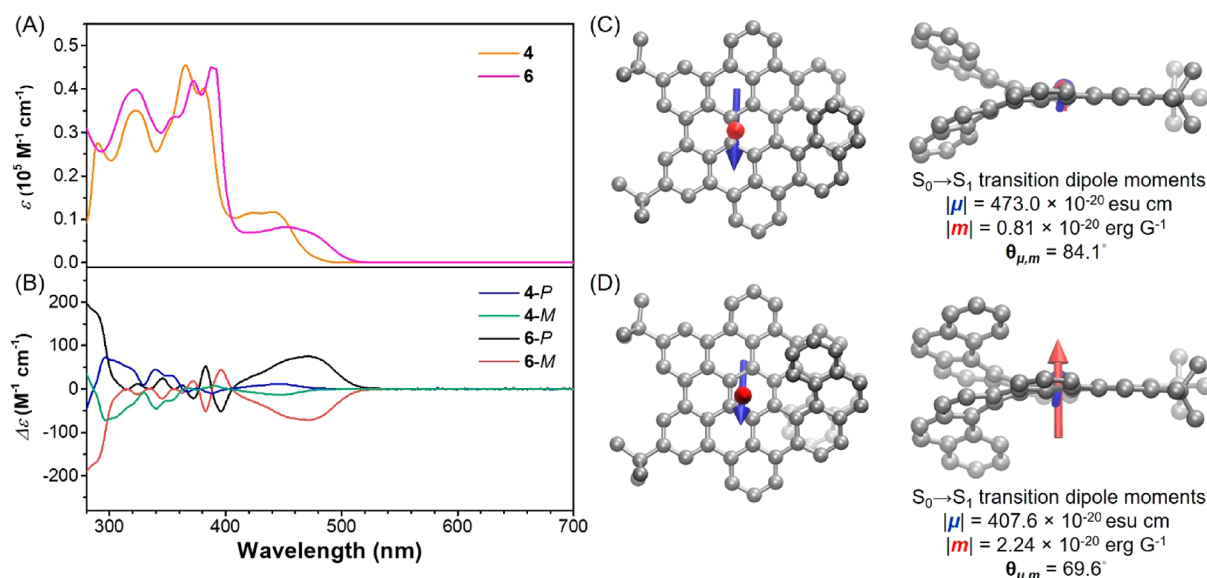 (A)
ε (10⁵ M⁻¹ cm⁻¹)
0.5
0.4
0.3
0.2
0.1
0.0
4
6
(B)
Δε (M⁻¹ cm⁻¹)
200
100
0
-100
-200
4-P
4-M
6-P
6-M
300 400 500 600 700
Wavelength (nm)
(C)
S₀→S₁ transition dipole moments
|μ| = 473.0 × 10⁻²⁰ esu cm
|m| = 0.81 × 10⁻²⁰ erg G⁻¹
θμ,m = 84.1°
(D)
S₀→S₁ transition dipole moments
|μ| = 407.6 × 10⁻²⁰ esu cm
|m| = 2.24 × 10⁻²⁰ erg G⁻¹
θμ,m = 69.6°